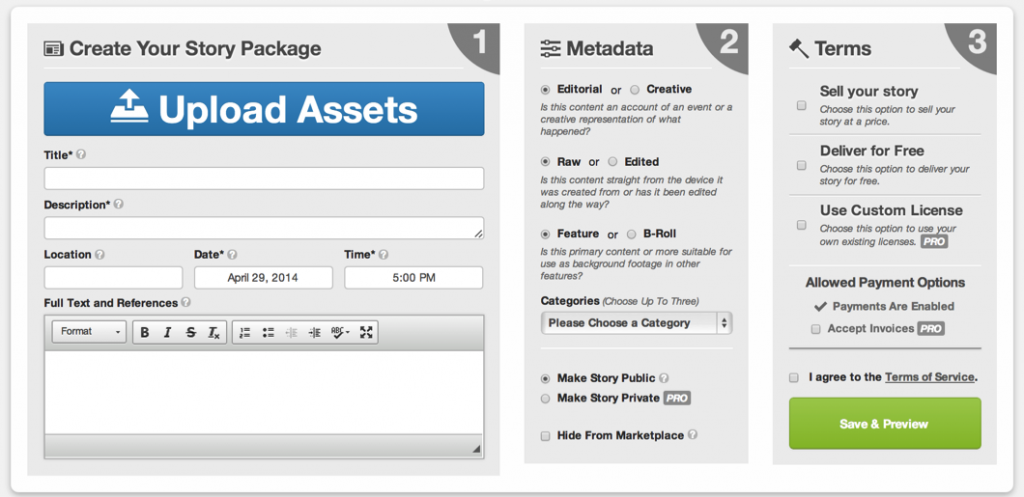 Create Your Story Package
1
Upload Assets
Title*
Description*
Location Date* Time*
April 29, 2014 5:00 PM
Full Text and References
Format B I S Tx ABC
Metadata
2
Editorial or Creative
Is this content an account of an event or a
creative representation of what
happened?
Raw or Edited
Is this content straight from the device it
was created from or has it been edited
along the way?
Feature or B-Roll
Is this primary content or more suitable for
use as background footage in other
features?
Categories (Choose Up To Three)
Please Choose a Category
Make Story Public
Make Story Private PRO
Hide From Marketplace
Terms
3
Sell your story
Choose this option to sell your
story at a price.
Deliver for Free
Choose this option to deliver your
story for free.
Use Custom License
Choose this option to use your
own existing licenses. PRO
Allowed Payment Options
Payments Are Enabled
Accept Invoices PRO
I agree to the Terms of Service.
Save & Preview